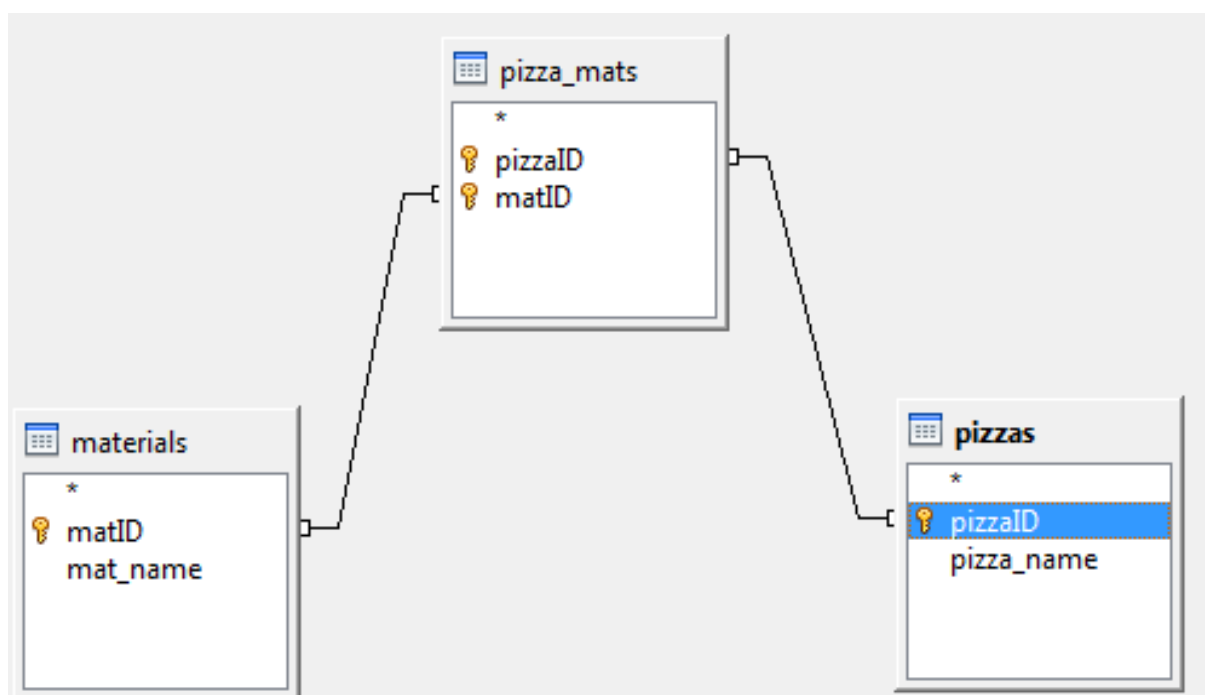 pizza_mats
*
pizzaID
matID
materials
*
matID
mat_name
pizzas
*
pizzaID
pizza_name